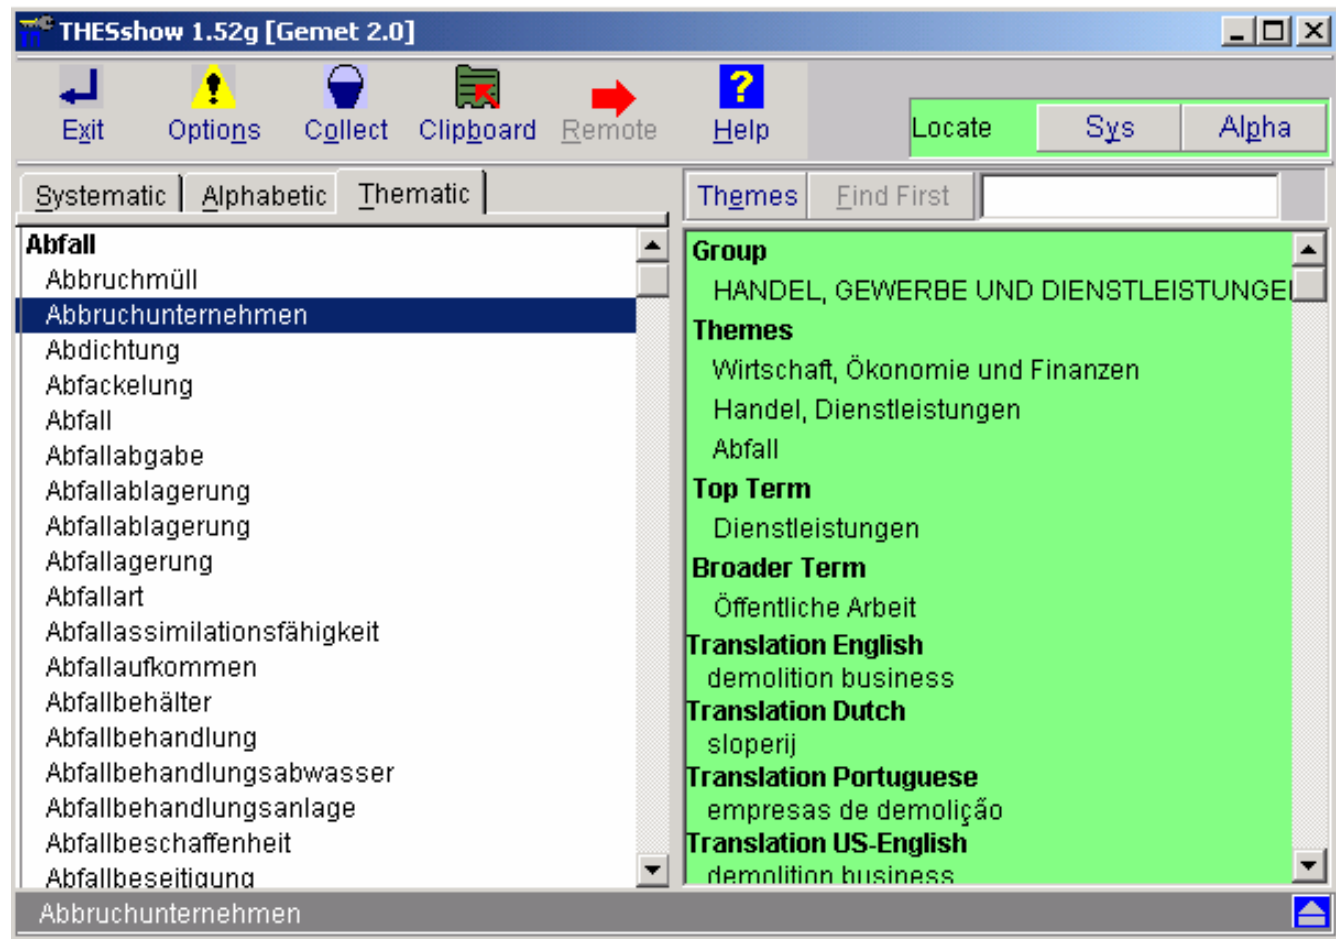 THESshow 1.52g [Gemet 2.0]
Exit Options Collect Clipboard Remote Help
Locate Sys Alpha
Systematic Alphabetic Thematic
Themes Find First
Abfall
Abbruchmüll
Abbruchunternehmen
Abdichtung
Abfackelung
Abfall
Abfallabgabe
Abfallablagerung
Abfallablagerung
Abfallagerung
Abfallart
Abfallassimilationsfähigkeit
Abfallaufkommen
Abfallbehälter
Abfallbehandlung
Abfallbehandlungsabwasser
Abfallbehandlungsanlage
Abfallbeschaffenheit
Abfallbeseitigung
Group
HANDEL, GEWERBE UND DIENSTLEISTUNGE
Themes
Wirtschaft, Ökonomie und Finanzen
Handel, Dienstleistungen
Abfall
Top Term
Dienstleistungen
Broader Term
Öffentliche Arbeit
Translation English
demolition business
Translation Dutch
sloperij
Translation Portuguese
empresas de demolição
Translation US-English
demolition business
Abbruchunternehmen